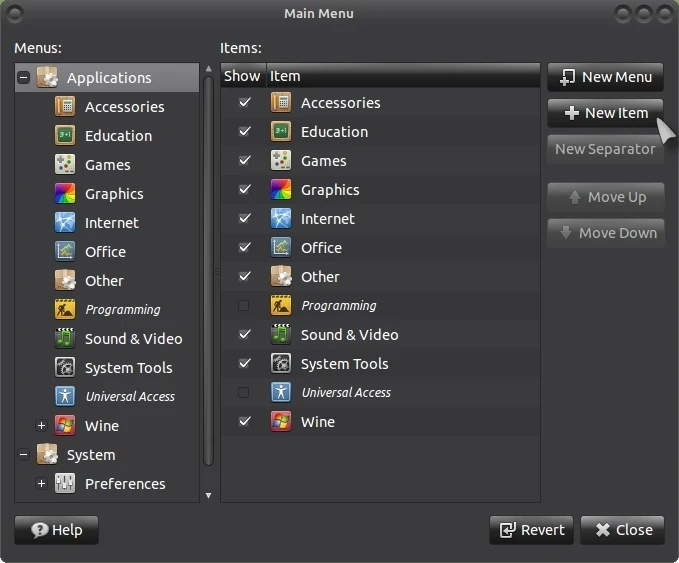 Main Menu
Menus:
Items:
Applications
Accessories
Education
Games
Graphics
Internet
Office
Other
Programming
Sound & Video
System Tools
Universal Access
Wine
System
Preferences
Show Item
Accessories
Education
Games
Graphics
Internet
Office
Other
Programming
Sound & Video
System Tools
Universal Access
Wine
New Menu
New Item
New Separator
Move Up
Move Down
Help
Revert
Close